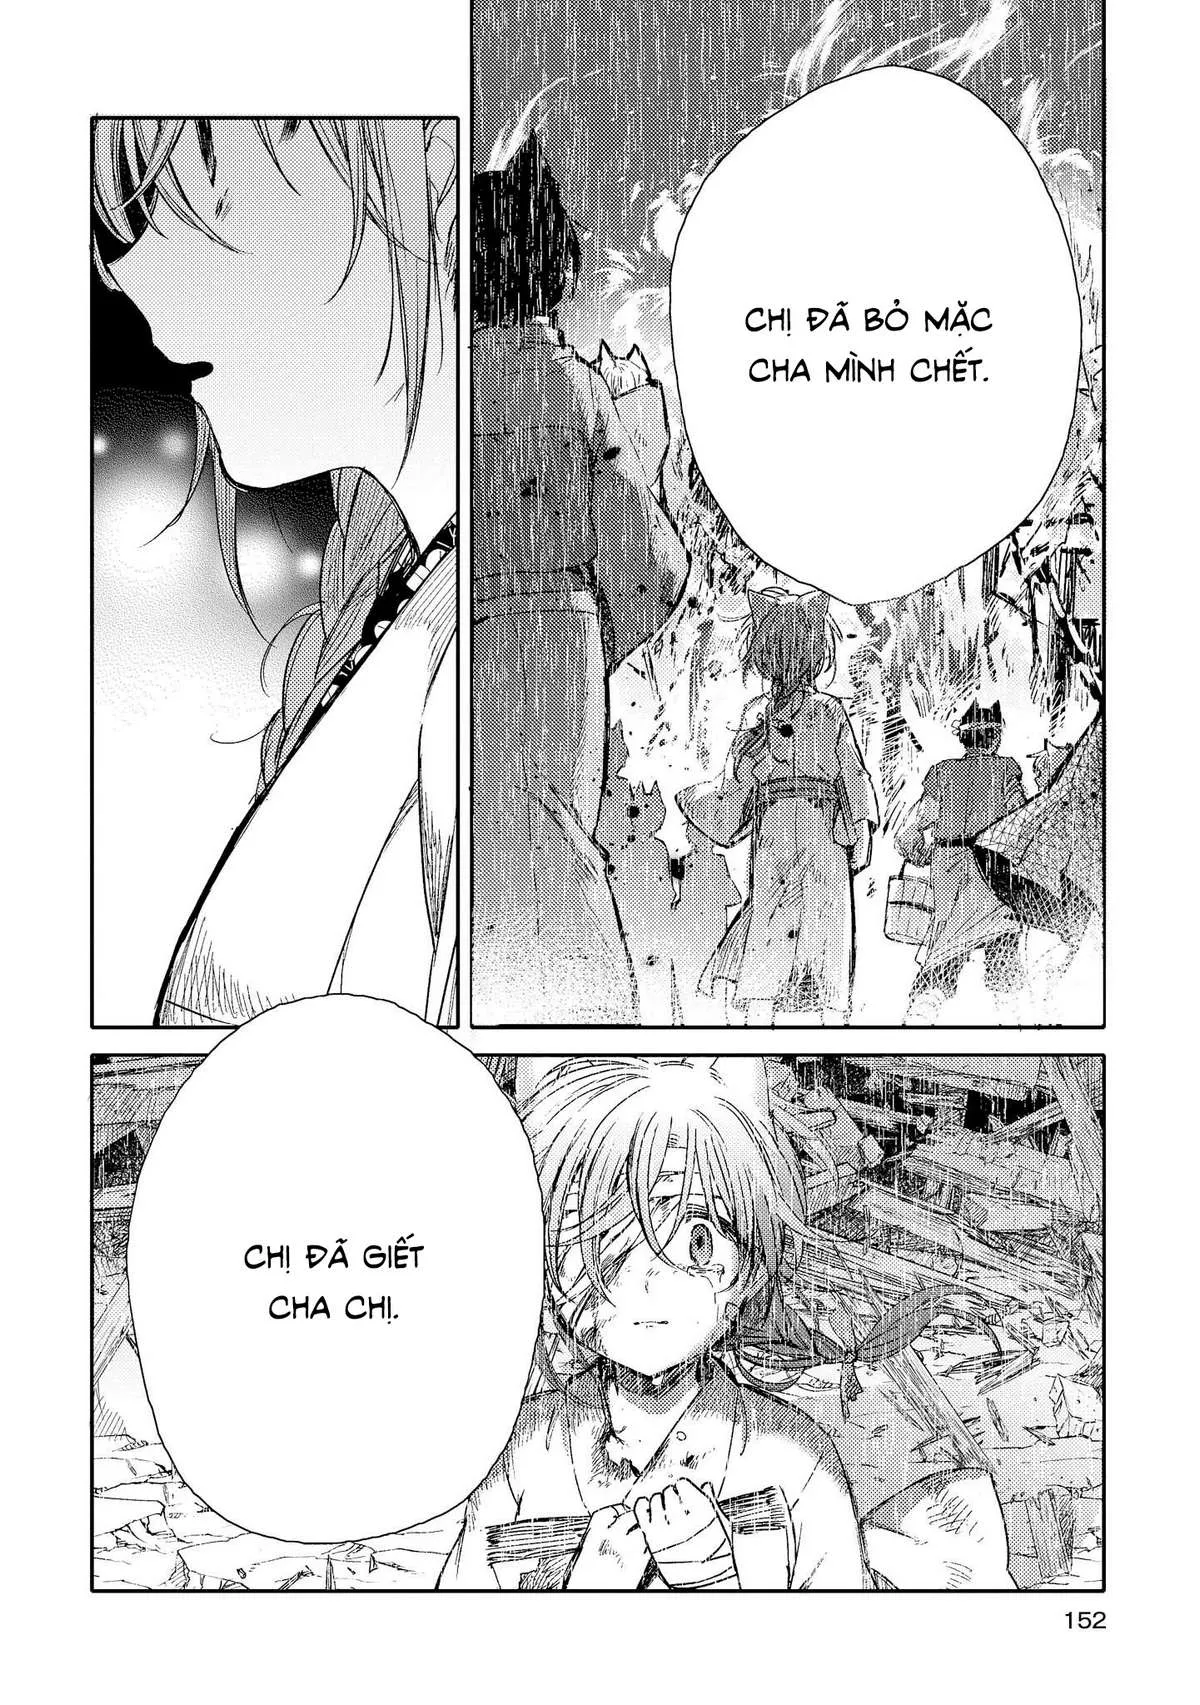 CHỊ ĐÃ BỎ MẶC
CHA MÌNH CHẾT.
CHỊ ĐÃ GIẾT
CHA CHỊ.
152